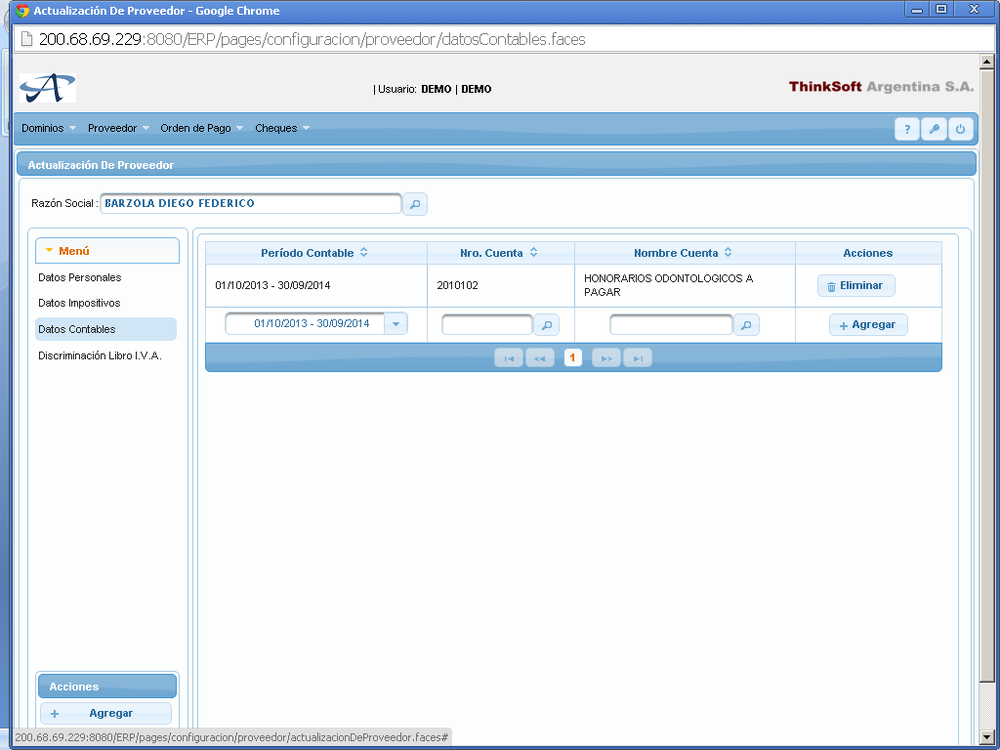 Actualización De Proveedor - Google Chrome
200.68.69.229:8080/ERP/pages/configuracion/proveedor/datosContables.faces
| Usuario: DEMO | DEMO
ThinkSoft Argentina S.A.
Dominios Proveedor Orden de Pago Cheques ?
Actualización De Proveedor
Razón Social : BARZOLA DIEGO FEDERICO
Menú
Datos Personales
Datos Impositivos
Datos Contables
Discriminación Libro I.V.A.
Período Contable Nro. Cuenta Nombre Cuenta Acciones
01/10/2013 - 30/09/2014 2010102 HONORARIOS ODONTOLOGICOS A
PAGAR
Eliminar
01/10/2013 - 30/09/2014 + Agregar
1
Acciones
+ Agregar
200.68.69.229:8080/ERP/pages/configuracion/proveedor/actualizacionDeProveedor.faces#